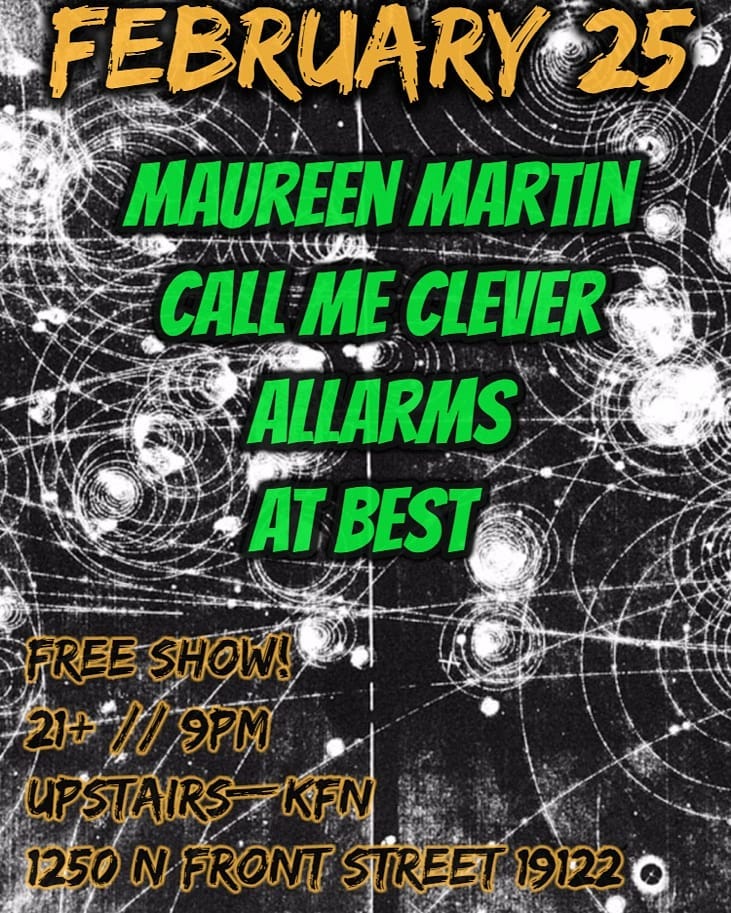 FEBRUARY 25
MAUREEN MARTIN
CALL ME CLEVER
ALLARMS
AT BEST
FREE SHOW!
21+ // 9PM
UPSTAIRS—KFN
1250 N FRONT STREET 19122